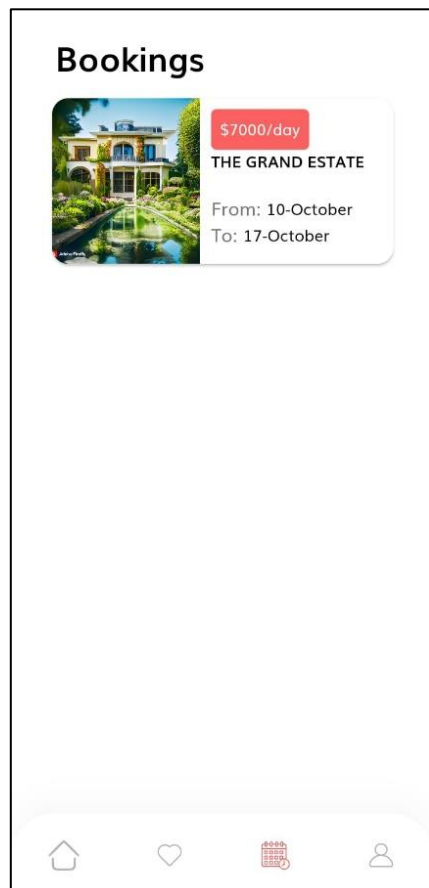 Bookings
$7000/day
THE GRAND ESTATE
From: 10-October
To: 17-October